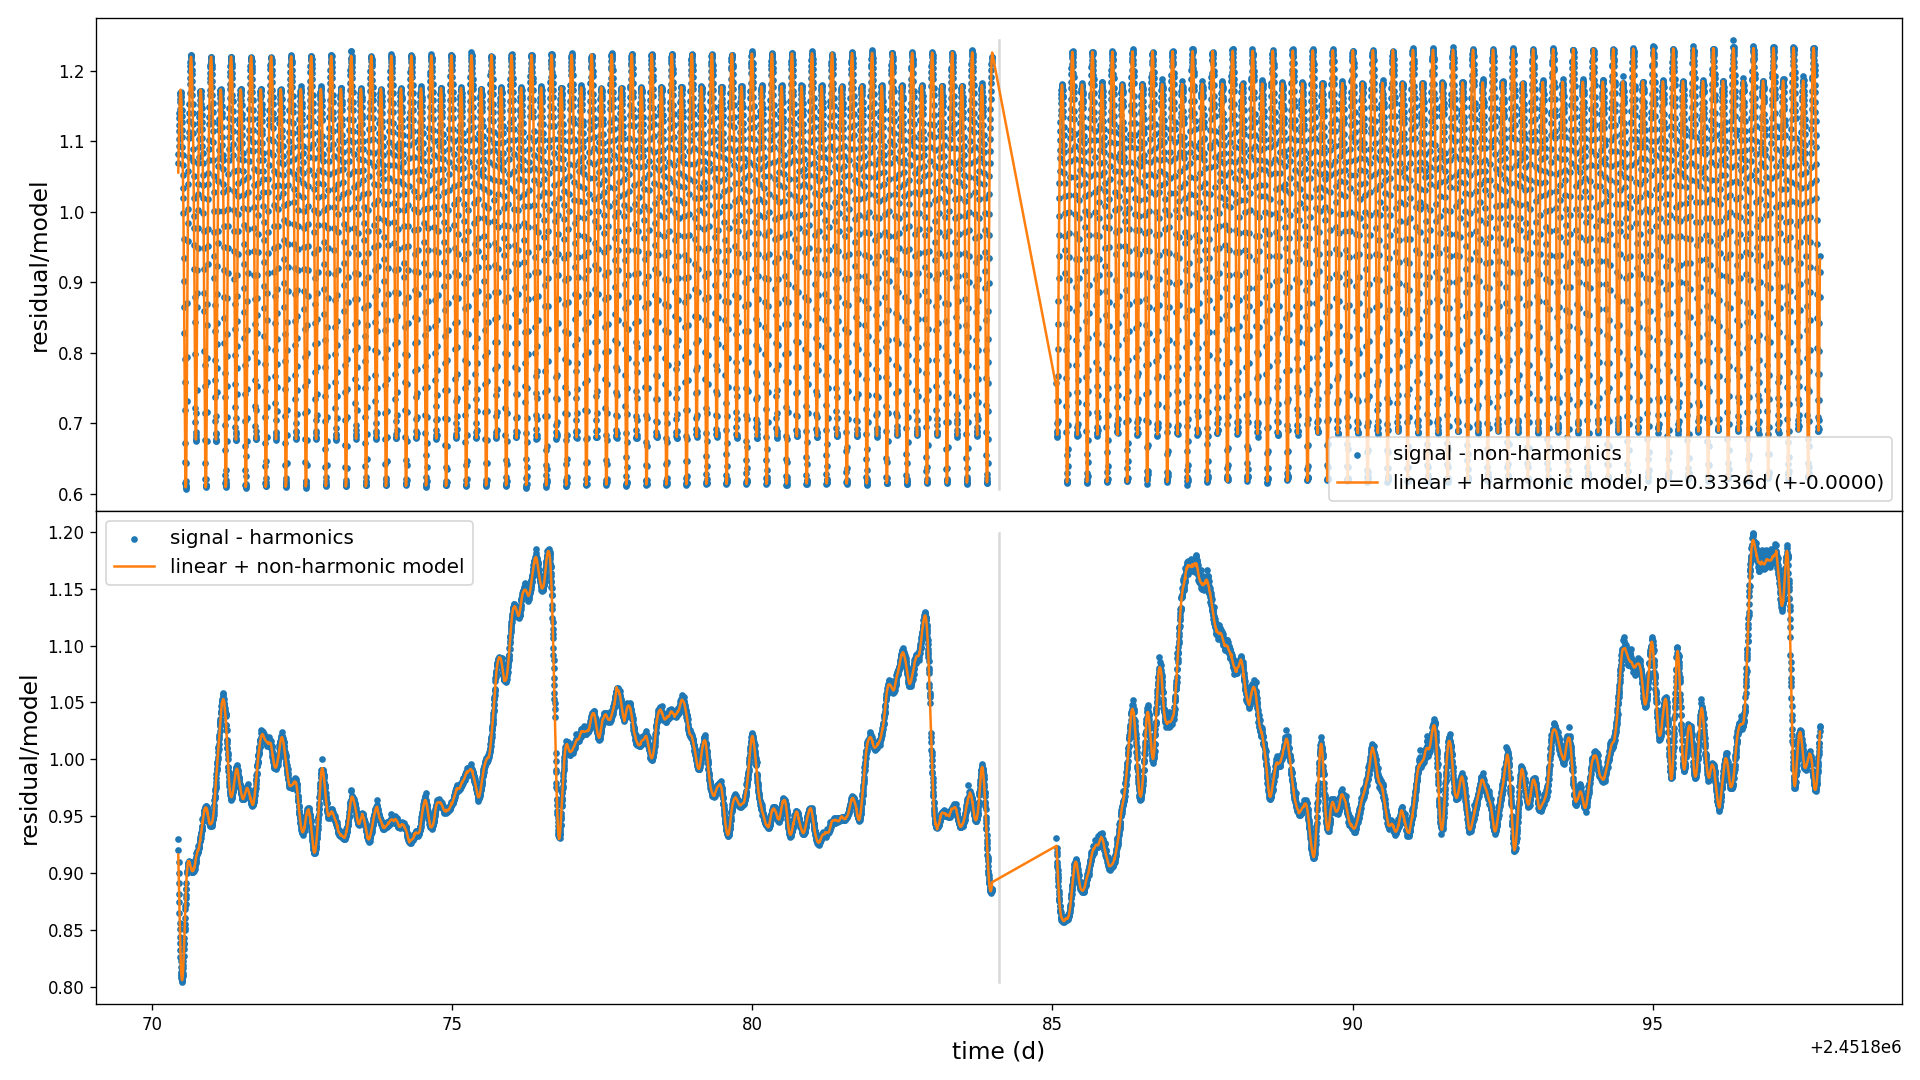 residual/model
1.2
1.1
1.0
0.9
0.8
0.7
0.6
signal - non-harmonics
linear + harmonic model, p=0.3336d (+-0.0000)
residual/model
1.20
1.15
1.10
1.05
1.00
0.95
0.90
0.85
0.80
signal - harmonics
linear + non-harmonic model
70 75 80 85 90 95
time (d)
+2.4518e6